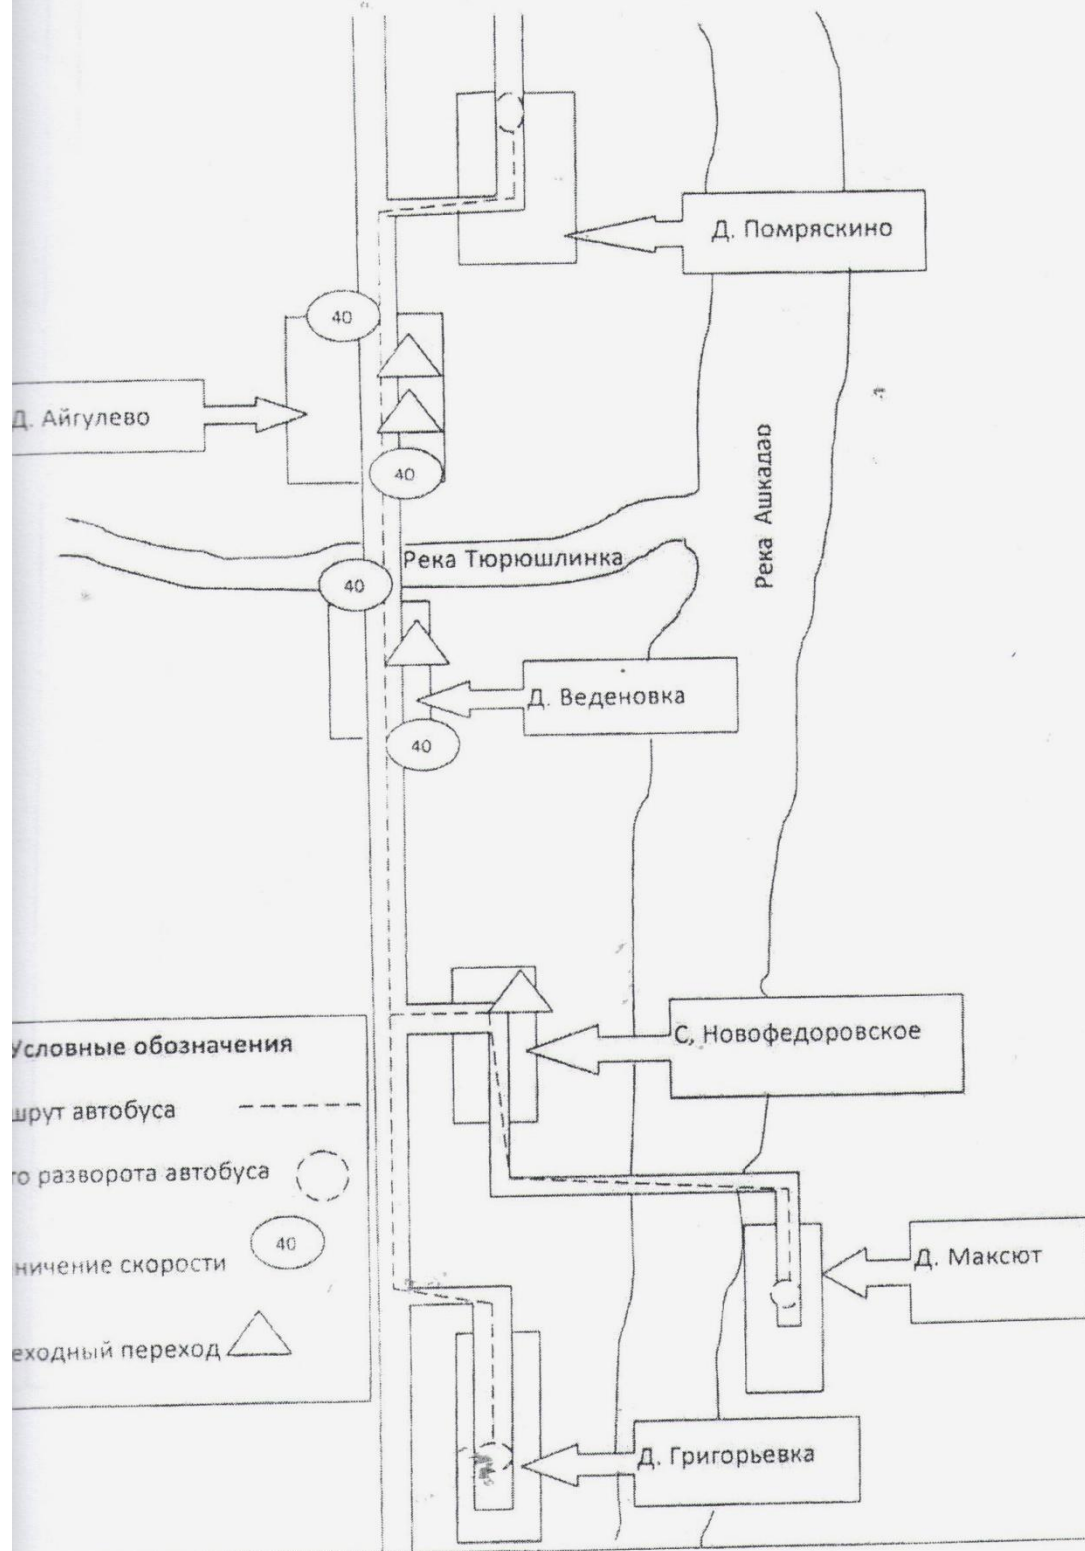 Д. Помряскино
40
Д. Айгулево
40
Река Ашкадар
Река Тюрюшлинка
40
Д. Веденовка
40
С, Новофедоровское
Условные обозначения
шрут автобуса
го разворота автобуса
40
ничение скорости
Д. Максют
еходный переход
Д. Григорьевка